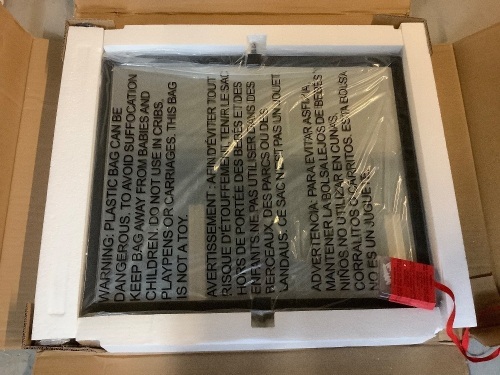 WARNING: PLASTIC BAG CAN BE
DANGEROUS. TO AVOID SUFFOCATION
KEEP BAG AWAY FROM BABIES AND
CHILDREN. DO NOT USE IN CRIBS,
PLAYPENS OR CARRIAGES. THIS BAG
IS NOT A TOY.
AVERTISSEMENT: AFIN D'ÉVITER TOUT
RISQUE D'ÉTOUFFEMENT, TENIR LE SAC
HORS DE PORTÉE DES BÉBÉS ET DES
ENFANTS. NE PAS UTILISER DANS DES
BERCEAUX, DES PARCS OU DES
LANDAUS. CE SAC N'EST PAS UN JOUET
ADVERTENCIA: PARA EVITAR ASFIXIA
MANTENER LA BOLSA LEJOS DE BEBES Y
NIÑOS NO UTILIZAR EN CUNAS,
CORRALITOS O CARRITOS. ESTA BOLSA
NO ES UN JUGUETE.